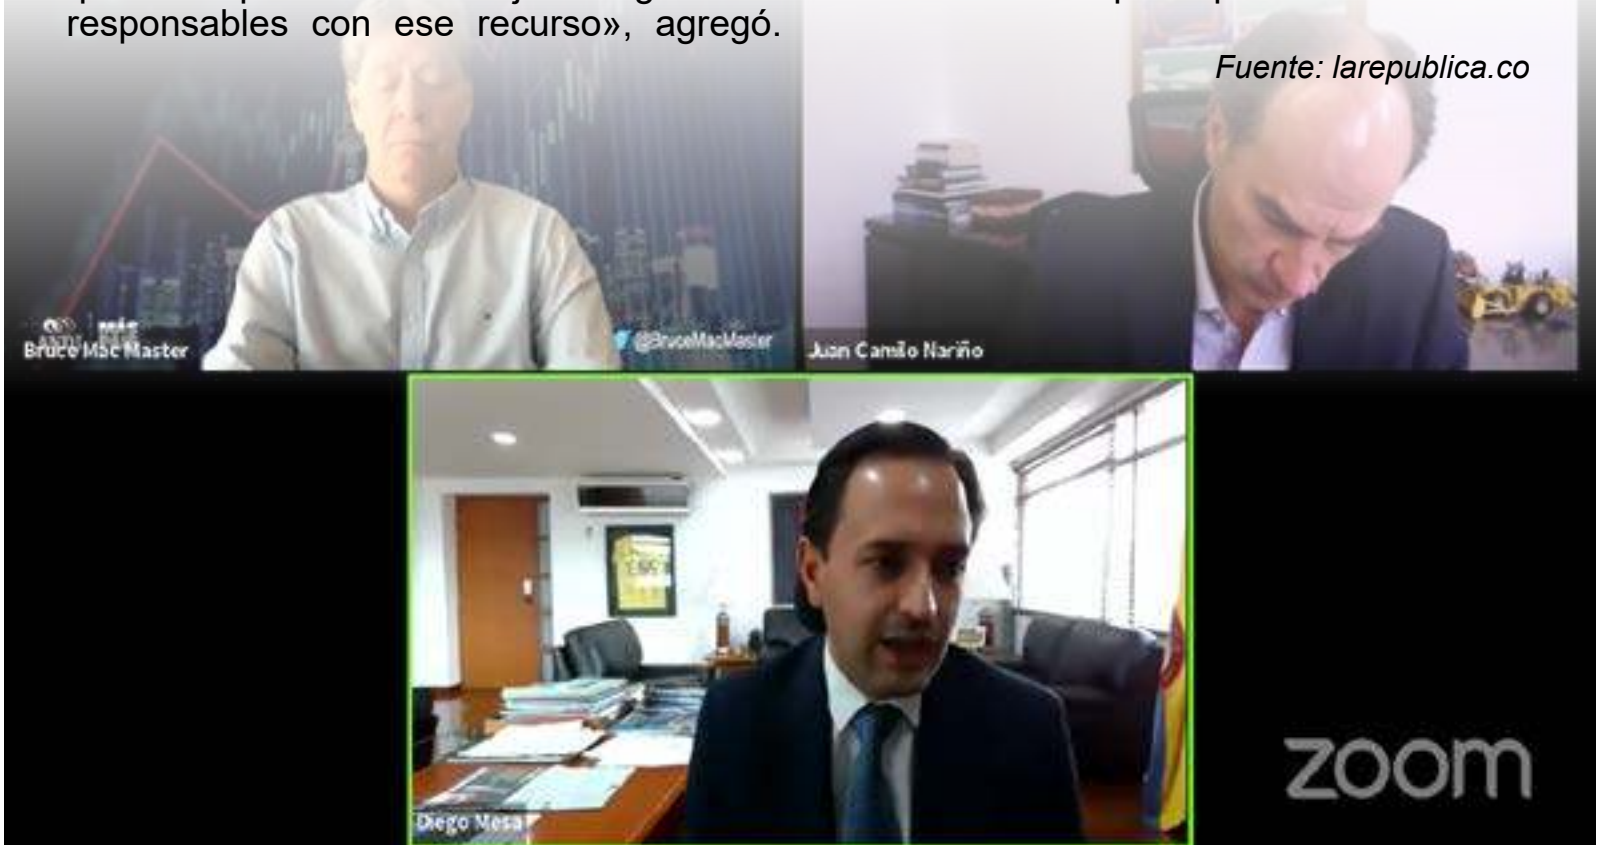 responsables con ese recurso», agregó.
Fuente: larepublica.co
Bruce Mac Master
@BruceMacMaster
Juan Camilo Nariño
Diego Mesa
zoom